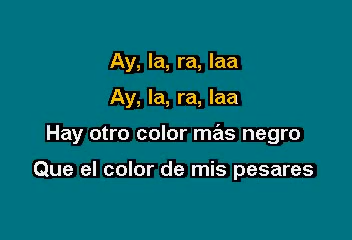 Ay, la, ra, laa
Ay, la, ra, laa
Hay otro color más negro
Que el color de mis pesares